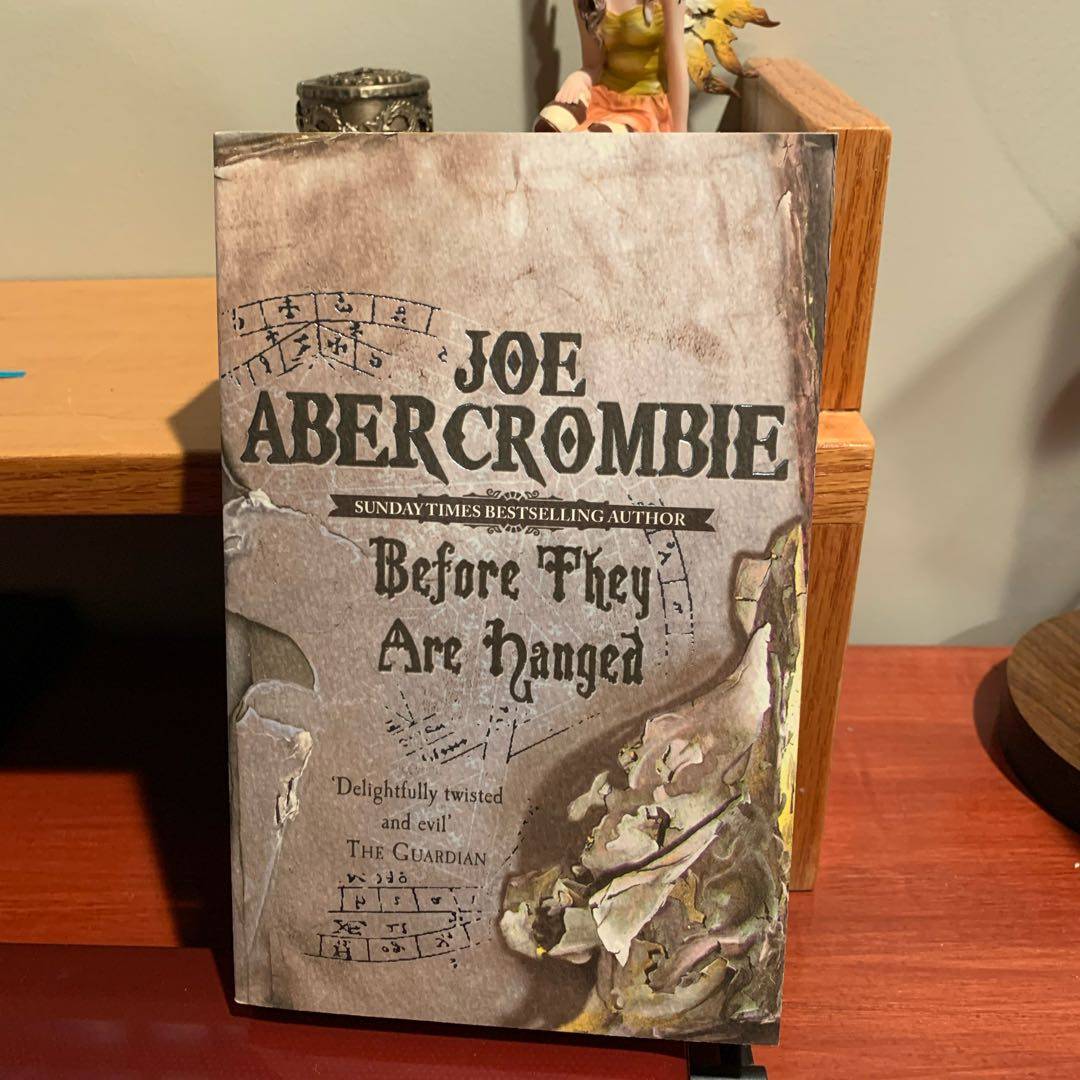 JOE
ABERCROMBIE
SUNDAY TIMES BESTSELLING AUTHOR
Before They
Are Hanged
‘Delightfully twisted
and evil’
THE GUARDIAN